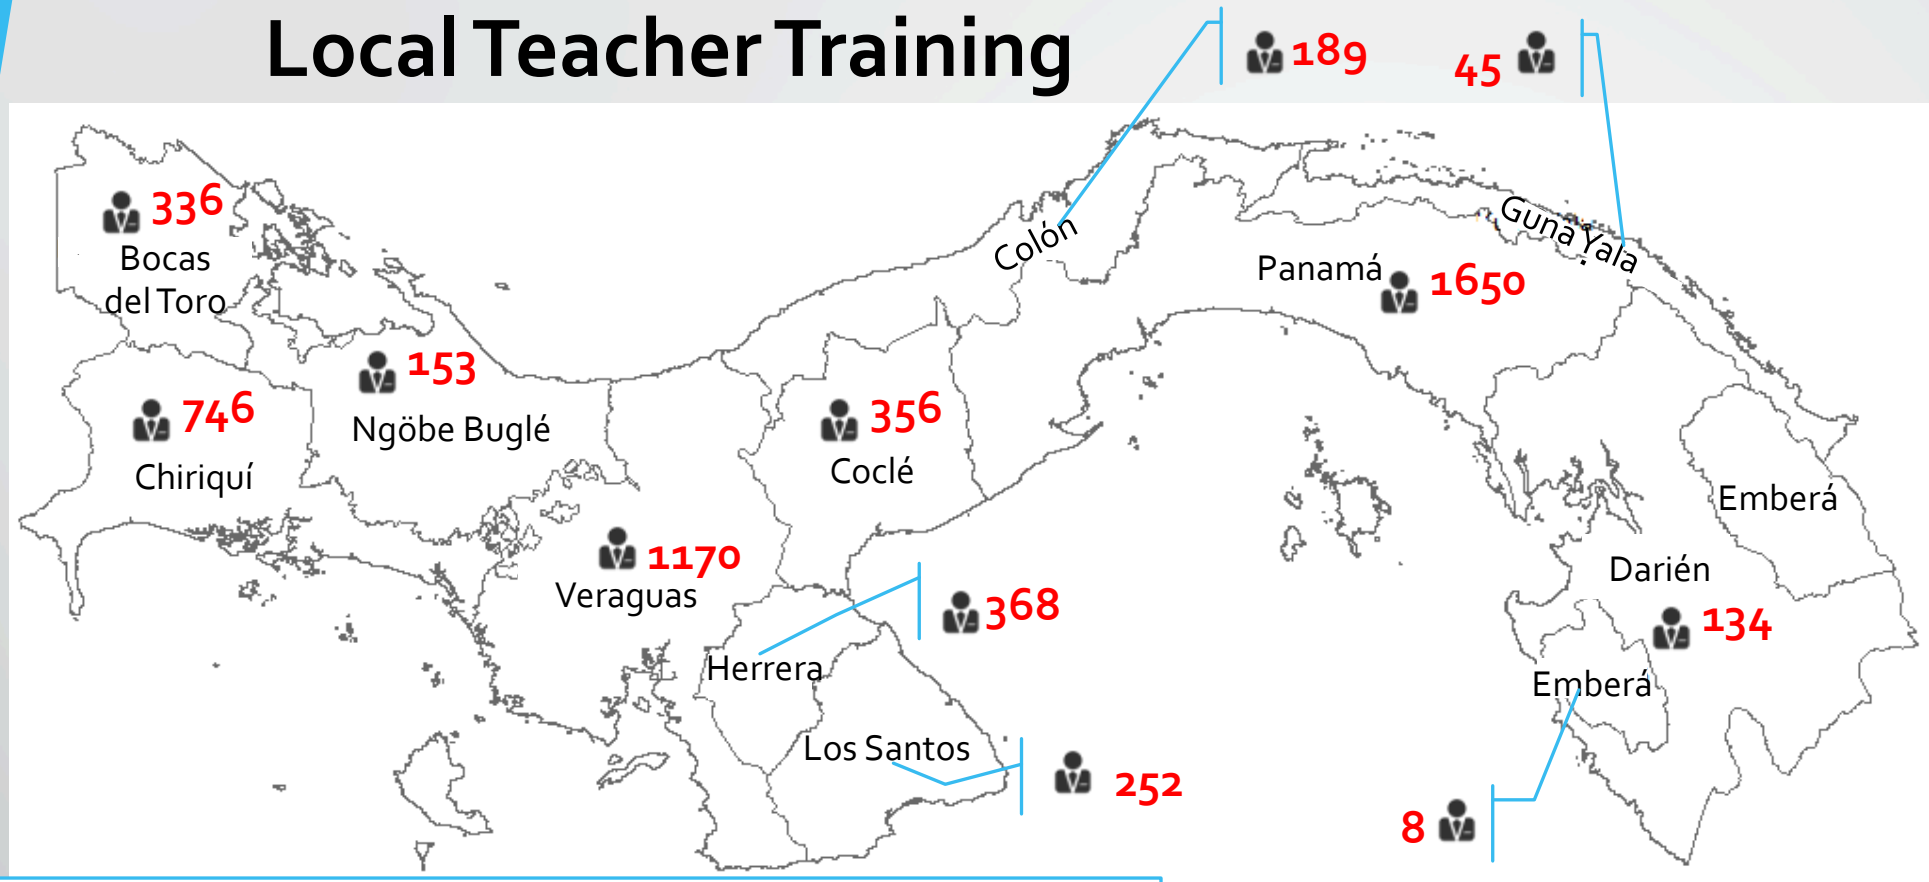 Local Teacher Training
189
45
336
Bocas
del Toro
Colón
Guna Yala
Panamá
1650
153
Ngöbe Buglé
746
Chiriquí
356
Coclé
Emberá
1170
Veraguas
Darién
134
368
Herrera
Emberá
Los Santos
252
8